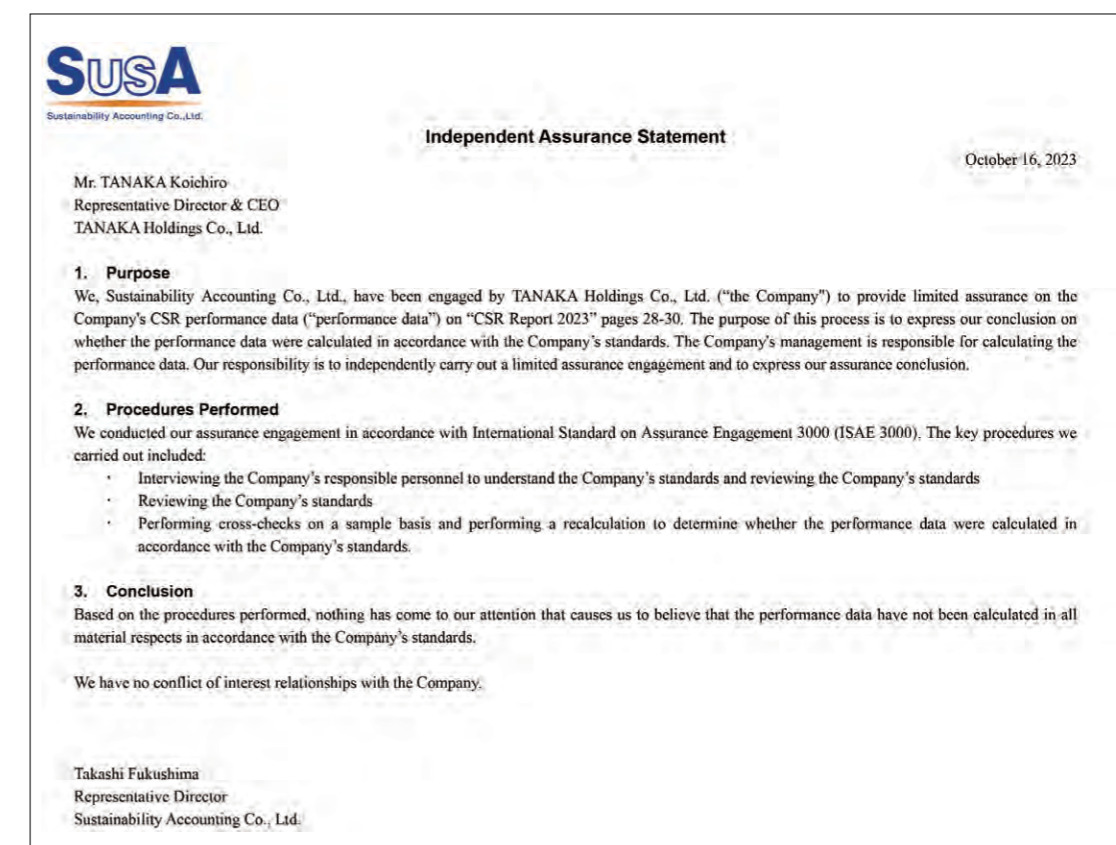 SUSA
Sustainability Accounting Co.,Ltd.
Independent Assurance Statement
October 16, 2023
Mr. TANAKA Koichiro
Representative Director & CEO
TANAKA Holdings Co., Ltd.
1. Purpose
We, Sustainability Accounting Co., Ltd., have been engaged by TANAKA Holdings Co., Ltd. (“the Company”) to provide limited assurance on the
Company’s CSR performance data (“performance data”) on “CSR Report 2023” pages 28-30. The purpose of this process is to express our conclusion on
whether the performance data were calculated in accordance with the Company’s standards. The Company’s management is responsible for calculating the
performance data. Our responsibility is to independently carry out a limited assurance engagement and to express our assurance conclusion.
2. Procedures Performed
We conducted our assurance engagement in accordance with International Standard on Assurance Engagement 3000 (ISAE 3000). The key procedures we
carried out included:
・ Interviewing the Company’s responsible personnel to understand the Company’s standards and reviewing the Company’s standards
・ Reviewing the Company’s standards
・ Performing cross-checks on a sample basis and performing a recalculation to determine whether the performance data were calculated in
accordance with the Company’s standards.
3. Conclusion
Based on the procedures performed, nothing has come to our attention that causes us to believe that the performance data have not been calculated in all
material respects in accordance with the Company’s standards.
We have no conflict of interest relationships with the Company.
Takashi Fukushima
Representative Director
Sustainability Accounting Co., Ltd.